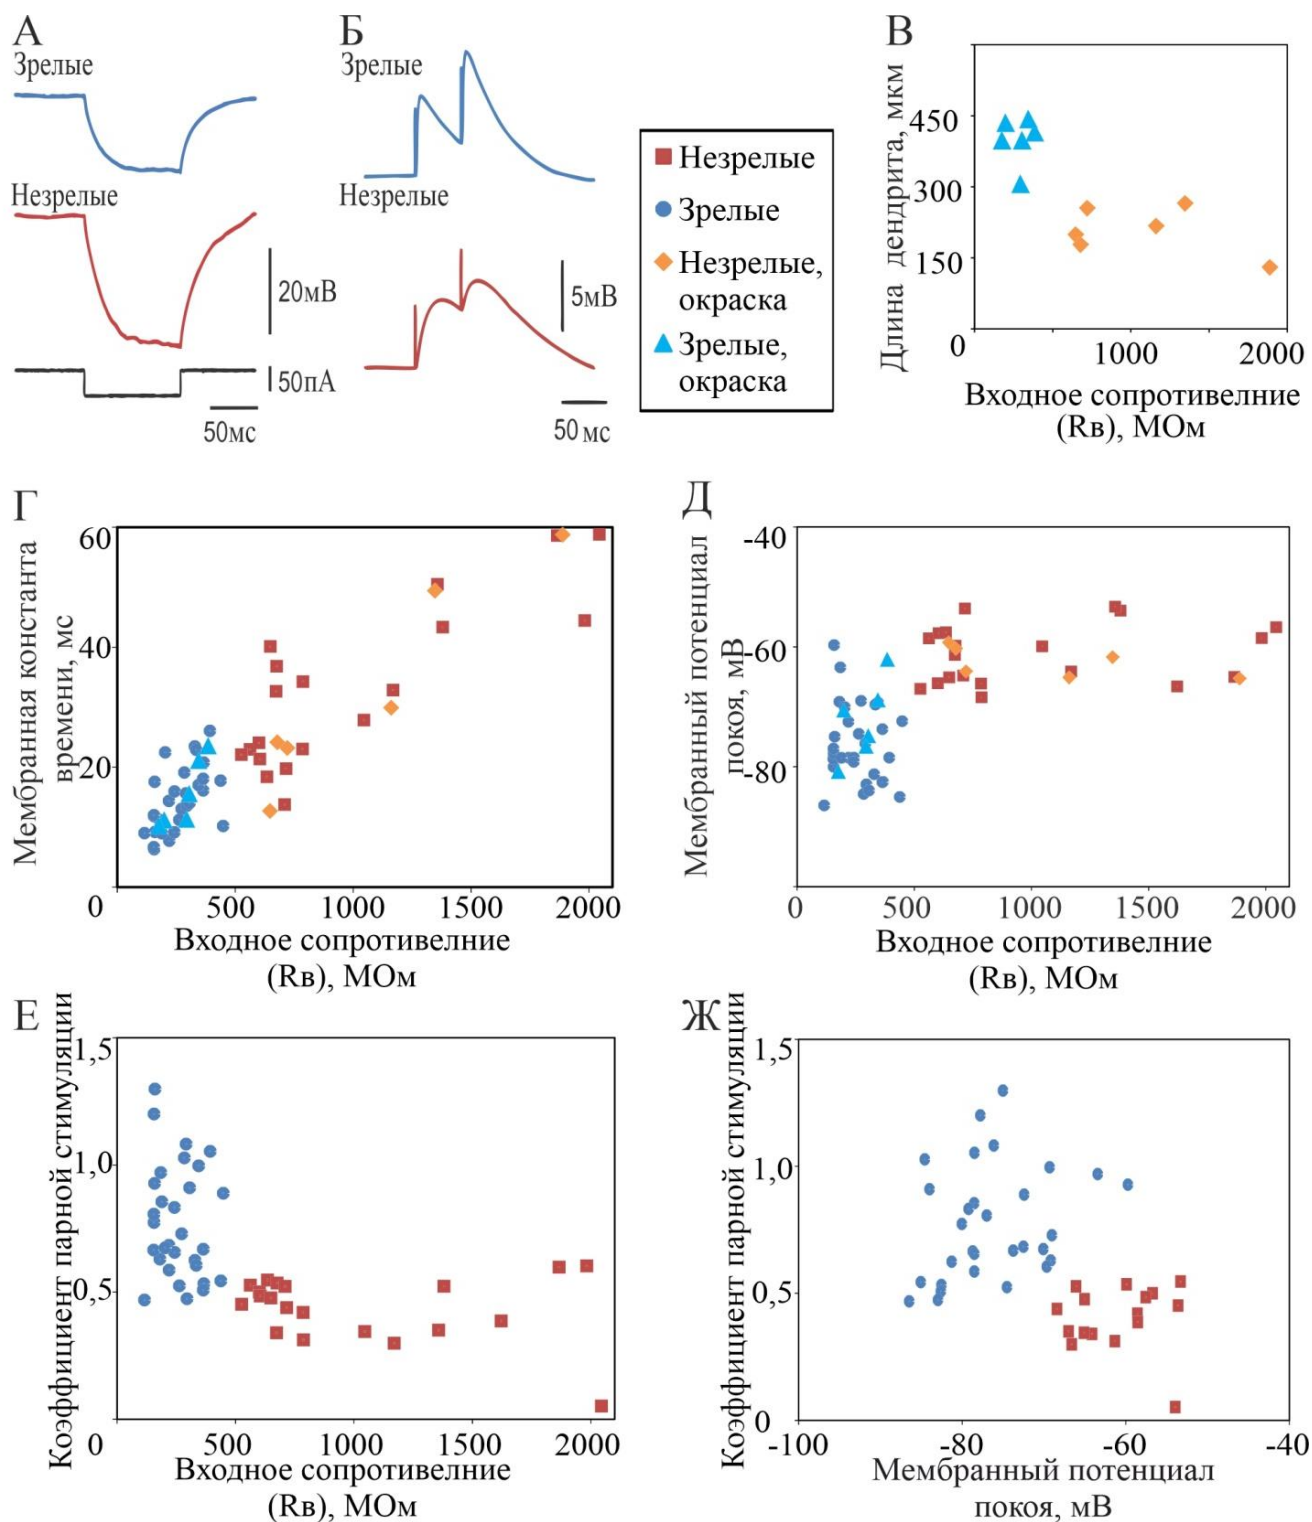 А
Зрелые
Незрелые
20мВ
50пА
50мс
Б
Зрелые
Незрелые
5мВ
50 мс
Незрелые
Зрелые
Незрелые,
окраска
Зрелые,
окраска
В
Длина дендрита, мкм
450
300
150
0
1000
2000
Входное сопротивелние
(Rв), МОм
Г
Мембранная константа
времени, мс
60
40
20
0
500
1000
1500
2000
Входное сопротивелние
(Rв), МОм
Д
Мембранный потенциал
покоя, мВ
-40
-60
-80
0
500
1000
1500
2000
Входное сопротивелние
(Rв), МОм
Е
Коэффициент парной стимуляции
1,5
1,0
0,5
0
500
1000
1500
2000
Входное сопротивелние
(Rв), МОм
Ж
Коэффициент парной стимуляции
1,5
1,0
0,5
0
-100
-80
-60
-40
Мембранный потенциал
покоя, мВ